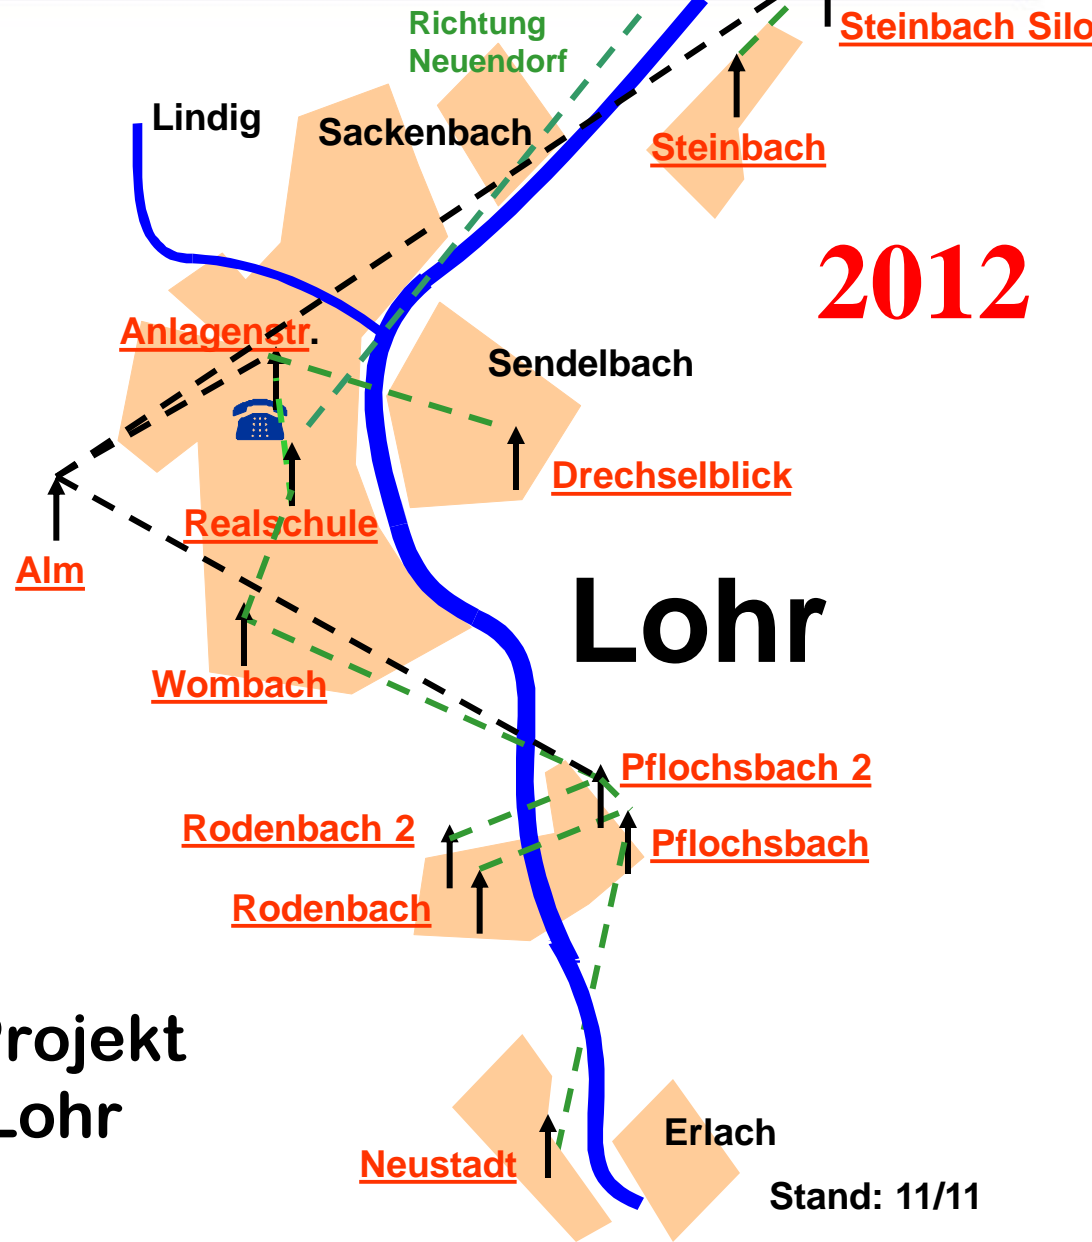 Richtung
Neuendorf
Steinbach Silo
Lindig
Sackenbach
Steinbach
2012
Anlagenstr.
Sendelbach
Drechselblick
Realschule
Alm
Lohr
Wombach
Pflochsbach 2
Rodenbach 2
Pflochsbach
Rodenbach
Projekt
Lohr
Erlach
Neustadt
Stand: 11/11